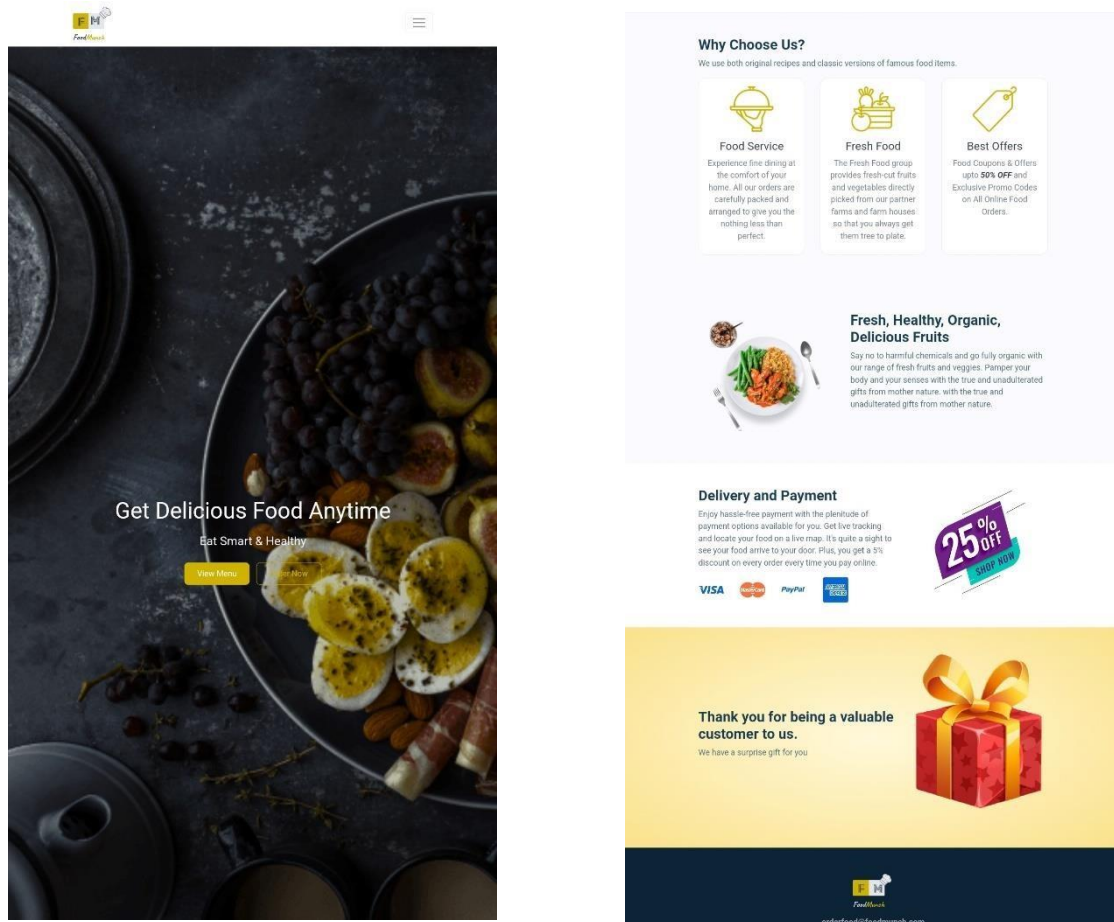 F M
FoodMunch
Get Delicious Food Anytime
Eat Smart & Healthy
View Menu
Now
Why Choose Us?
We use both original recipes and classic versions of famous food items.
Food Service
Experience fine dining at
the comfort of your
home. All our orders are
carefully packed and
arranged to give you the
nothing less than
perfect.
Fresh Food
The Fresh Food group
provides fresh-cut fruits
and vegetables directly
picked from our partner
farms and farm houses
so that you always get
them tree to plate.
Best Offers
Food Coupons & Offers
upto 50% OFF and
Exclusive Promo Codes
on All Online Food
Orders.
Fresh, Healthy, Organic,
Delicious Fruits
Say no to harmful chemicals and go fully organic with
our range of fresh fruits and veggies. Pamper your
body and your senses with the true and unadulterated
gifts from mother nature. with the true and
unadulterated gifts from mother nature.
Delivery and Payment
Enjoy hassle-free payment with the plenitude of
payment options available for you. Get live tracking
and locate your food on a live map. It's quite a sight to
see your food arrive to your door. Plus, you get a 5%
discount on every order every time you pay online.
VISA
MasterCard
PayPal
AMERICAN
EXPRESS
25%
OFF
SHOP NOW
Thank you for being a valuable
customer to us.
We have a surprise gift for you
F M
FoodMunch
orderfood@foodmunch.com